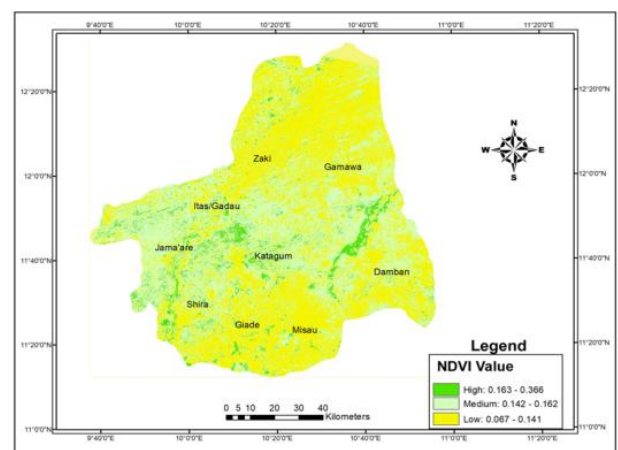 9°40'0"E 10°0'0"E 10°20'0"E 10°40'0"E 11°0'0"E 11°20'0"E
12°20'0"N 12°20'0"N
N
W E
S
Zaki
Gamawa
12°0'0"N 12°0'0"N
Itas/Gadau
Jama'are
Katagum
11°40'0"N 11°40'0"N
Damban
Shira
Giade
Misau
11°20'0"N 11°20'0"N
Legend
NDVI Value
High: 0.163 - 0.366
Medium: 0.142 - 0.162
Low: 0.067 - 0.141
0 5 10 20 30 40
Kilometers
11°0'0"N 11°0'0"N
9°40'0"E 10°0'0"E 10°20'0"E 10°40'0"E 11°0'0"E 11°20'0"E